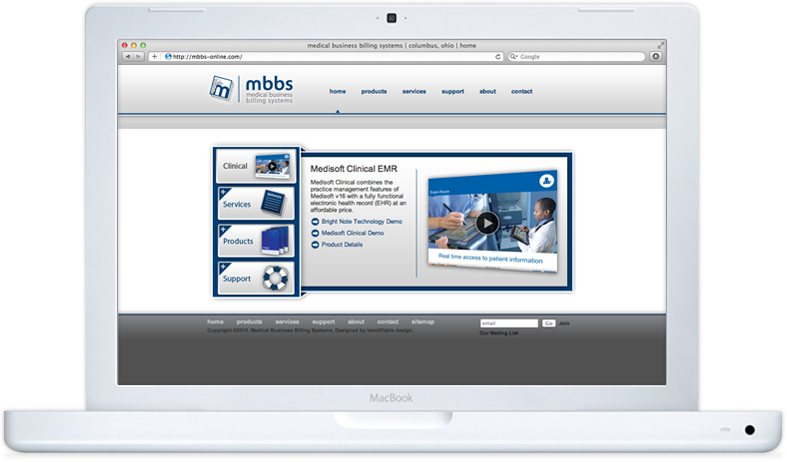 medical business billing systems | columbus, ohio | home
http://mbbs-online.com/
Google
mbbs
medical business
billing systems
home products services support about contact
Clinical
Services
Products
Support
Medisoft Clinical EMR
Medisoft Clinical combines the
practice management features of
Medisoft v16 with a fully functional
electronic health record (EHR) at an
affordable price.
Bright Note Technology Demo
Medisoft Clinical Demo
Product Details
Exam Room
Real time access to patient information
home products services support about contact sitemap
Copyright ©2010. Medical Business Billing Systems. Designed by identifiable design.
email
Go
Join
Our Mailing List
MacBook